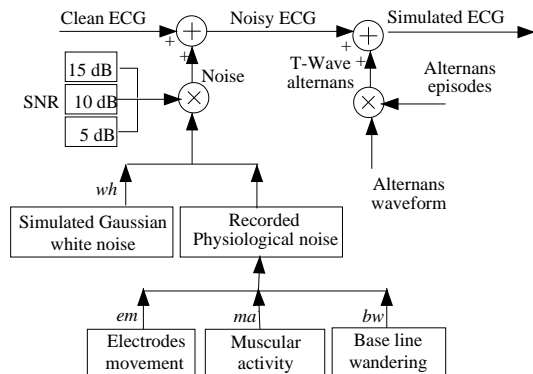 Clean ECG
Noisy ECG
Simulated ECG
+
+
+
+
+
+
15 dB
Noise
T-Wave
alternans
Alternans
episodes
SNR
10 dB
×
×
5 dB
wh
Alternans
waveform
Simulated Gaussian
white noise
Recorded
Physiological noise
em
ma
bw
Electrodes
movement
Muscular
activity
Base line
wandering